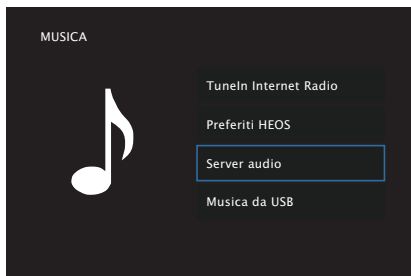 MUSICA
TuneIn Internet Radio
Preferiti HEOS
Server audio
Musica da USB